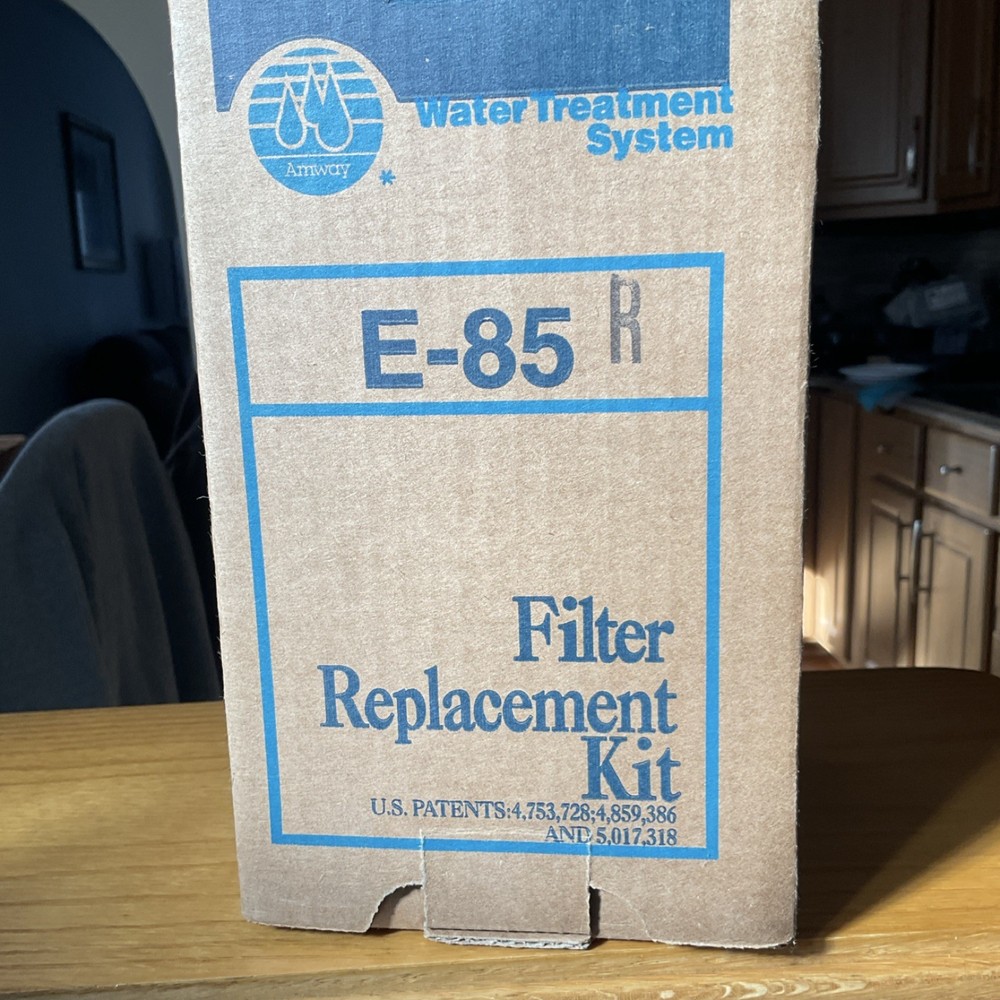 Amway
*
Water Treatment
System
E-85 R
Filter
Replacement
Kit
U.S. PATENTS:4,753,728;4,859,386
AND 5,017,318